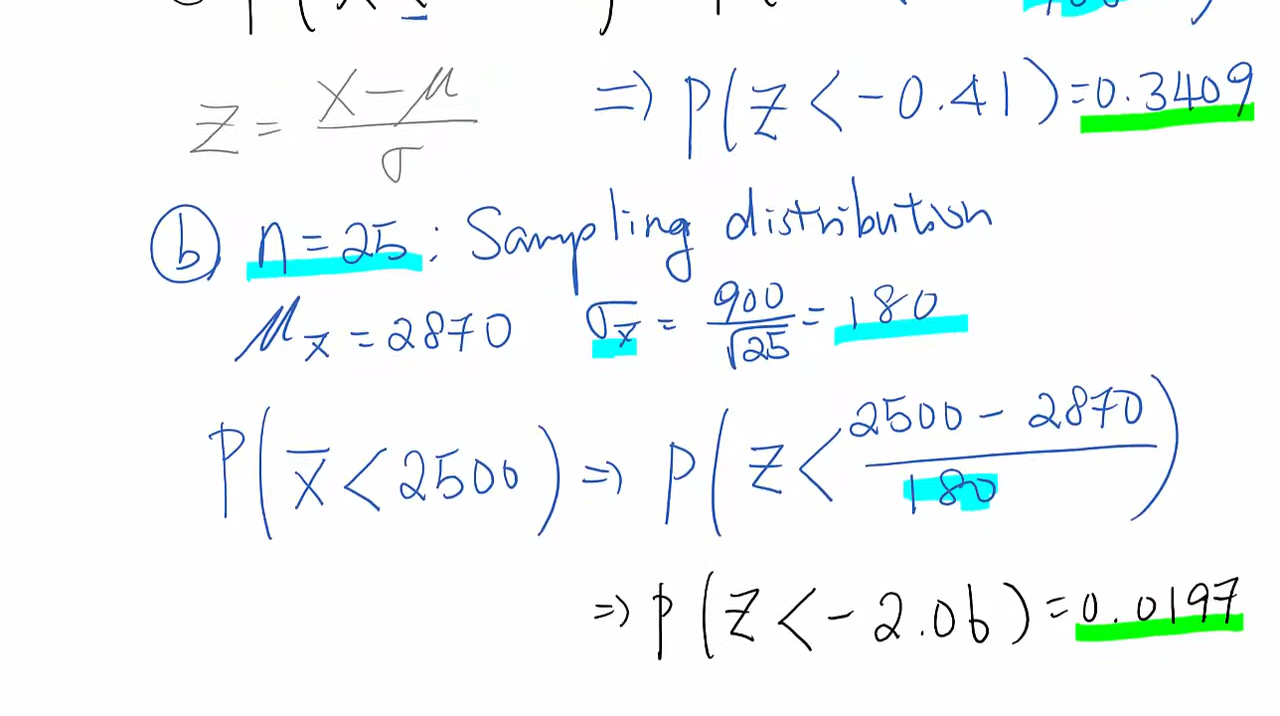 Z = (X − μ) / σ
⇒ P(Z < −0.41) = 0.3409
ⓑ n = 25 : Sampling distribution
μx̄ = 2870 σx̄ = 900/√25 = 180
P(x̄ < 2500) ⇒ P(Z < (2500 − 2870)/180)
⇒ P(Z < −2.06) = 0.0197